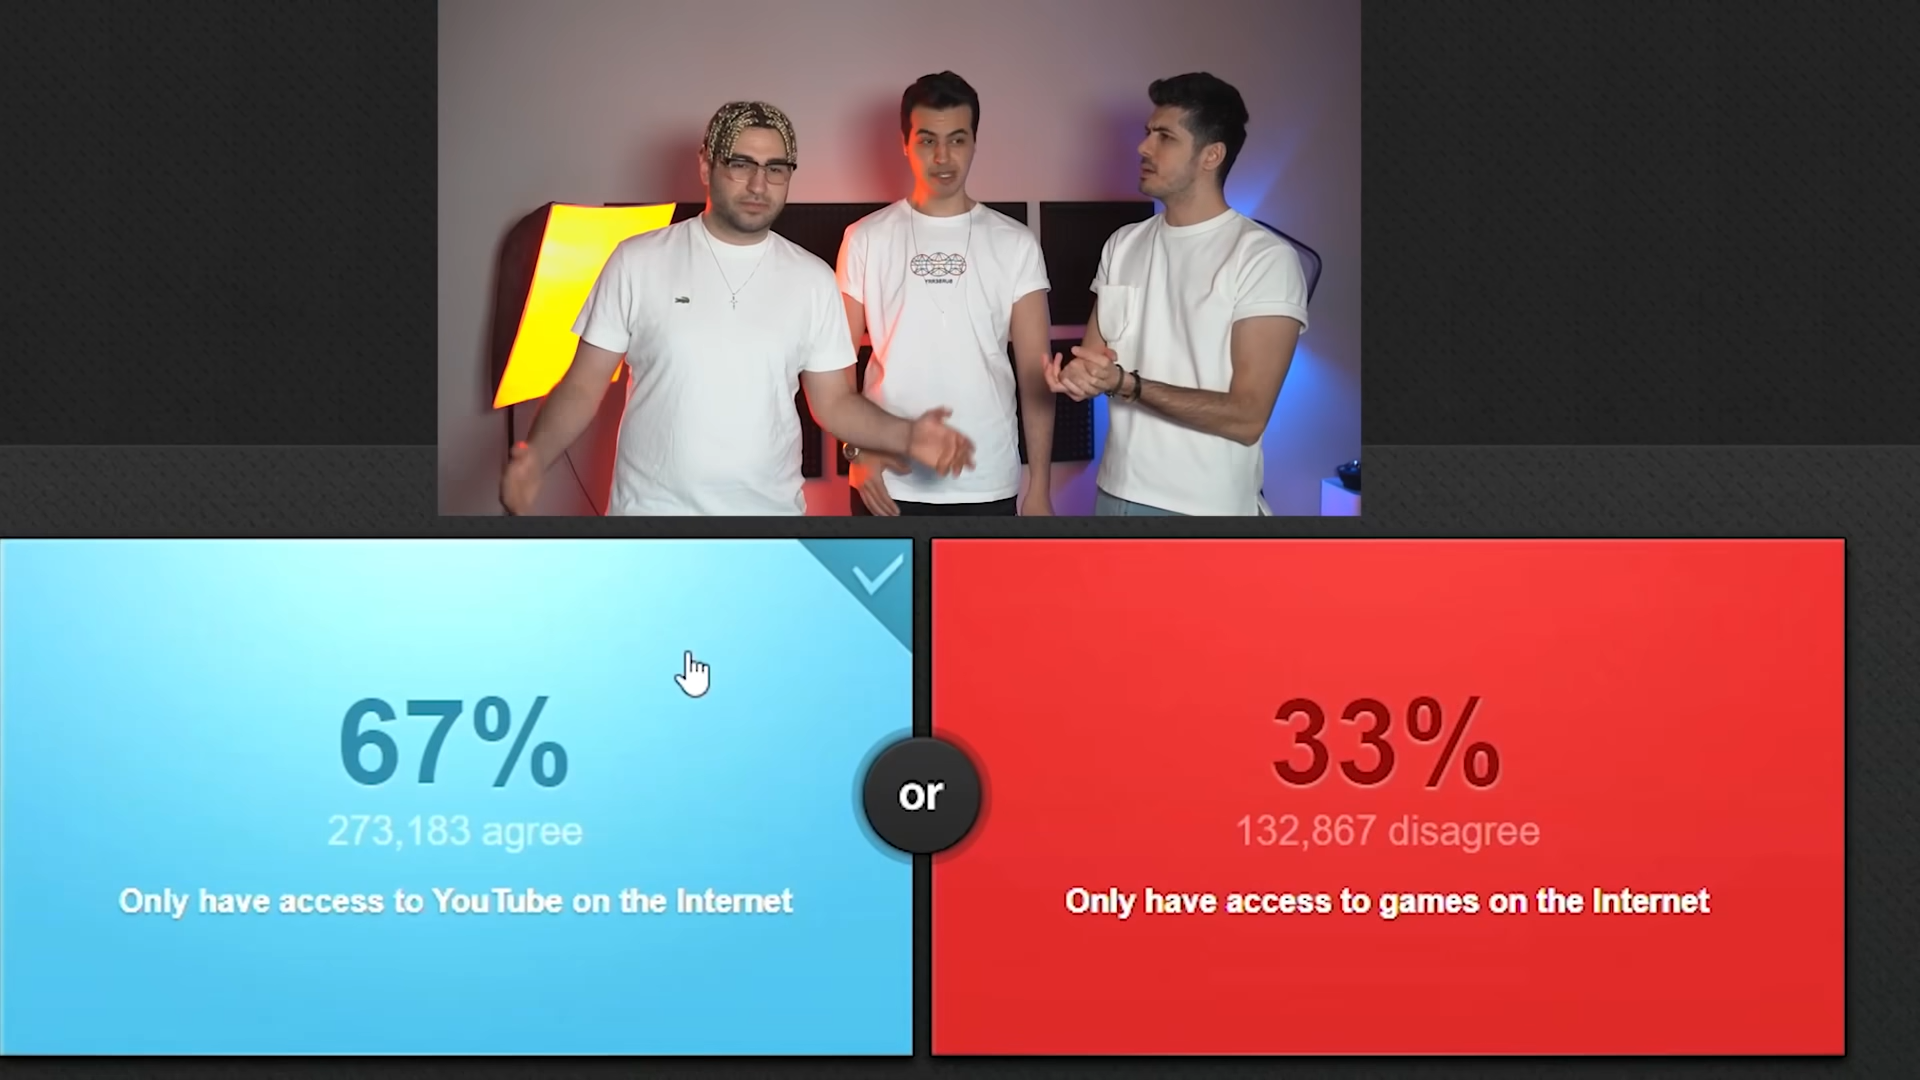 67%
273,183 agree
Only have access to YouTube on the Internet
or
33%
132,867 disagree
Only have access to games on the Internet